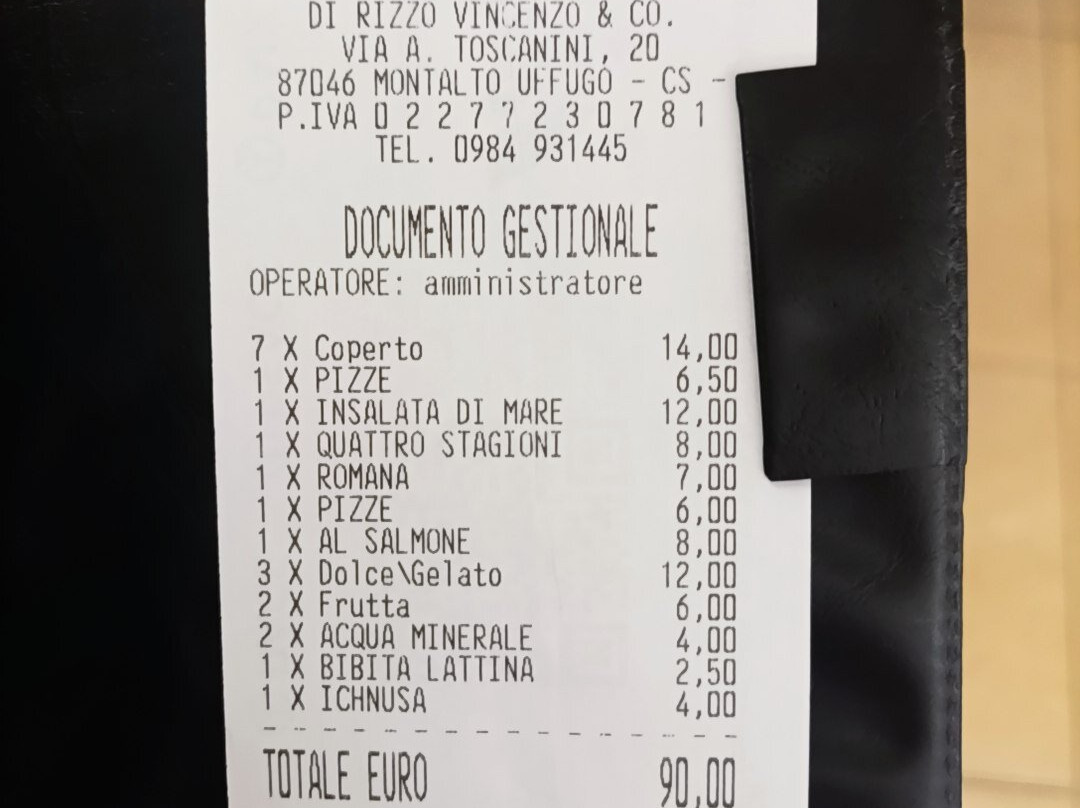 DI RIZZO VINCENZO & CO.
VIA A. TOSCANINI, 20
87046 MONTALTO UFFUGO - CS -
P.IVA 0 2 2 7 7 2 3 0 7 8 1
TEL. 0984 931445
DOCUMENTO GESTIONALE
OPERATORE: amministratore
7 X Coperto 14,00
1 X PIZZE 6,50
1 X INSALATA DI MARE 12,00
1 X QUATTRO STAGIONI 8,00
1 X ROMANA 7,00
1 X PIZZE 6,00
1 X AL SALMONE 8,00
3 X Dolce\Gelato 12,00
2 X Frutta 6,00
2 X ACQUA MINERALE 4,00
1 X BIBITA LATTINA 2,50
1 X ICHNUSA 4,00
- - - - - - - - - - - - - - - -
TOTALE EURO 90,00